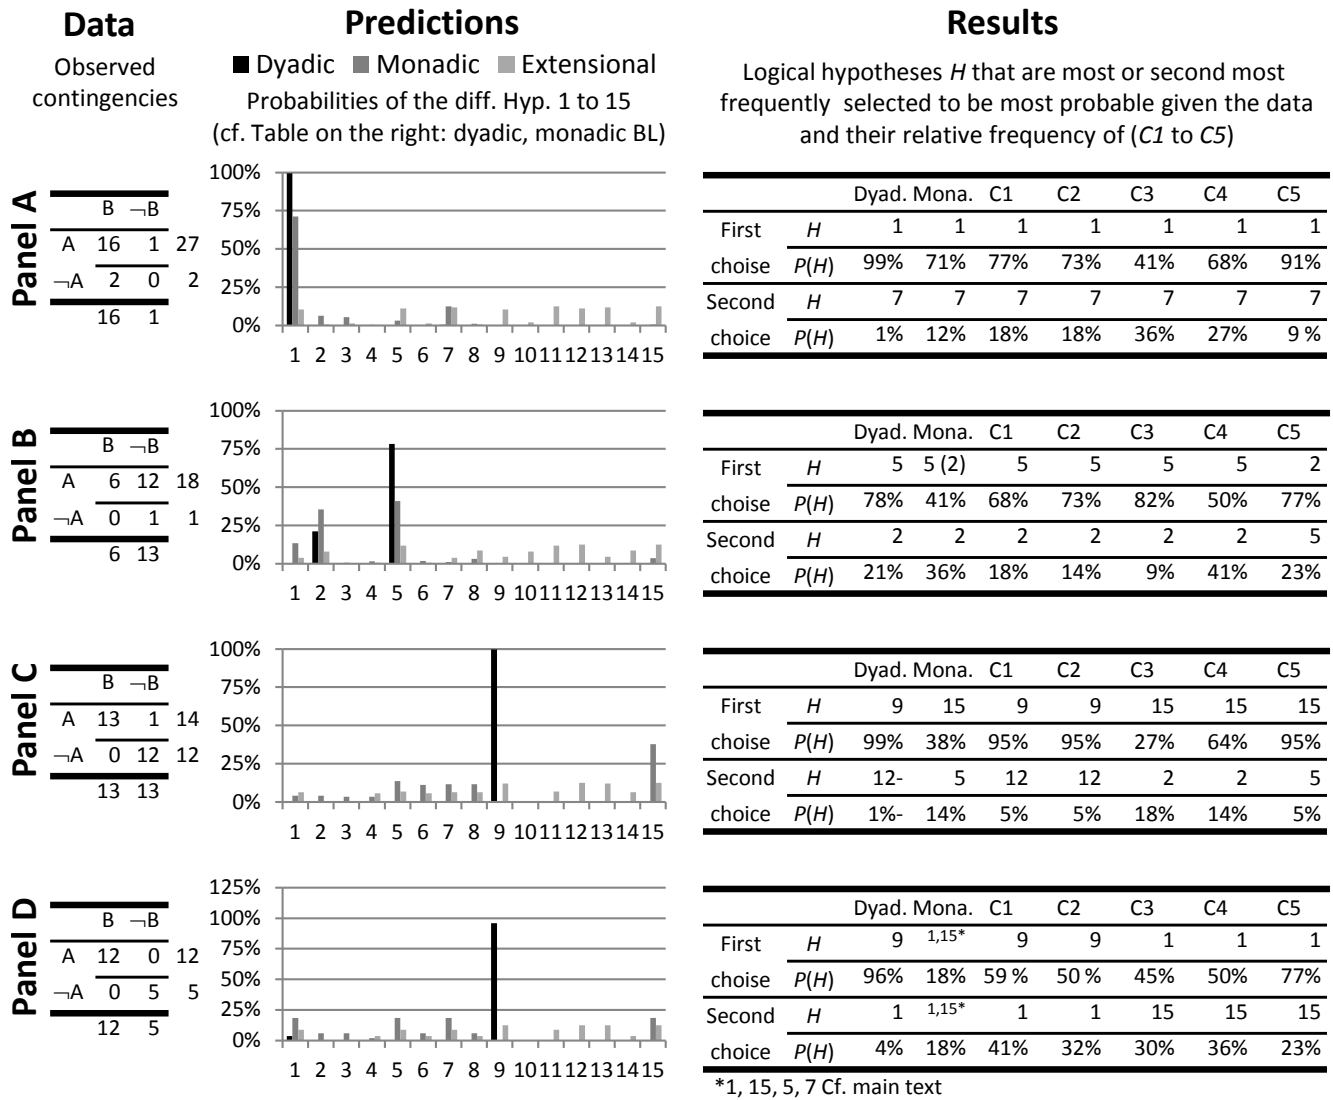 Data
Observed
contingencies
Predictions
■ Dyadic ■ Monadic ■ Extensional
Probabilities of the diff. Hyp. 1 to 15
(cf. Table on the right: dyadic, monadic BL)
Results
Logical hypotheses H that are most or second most
frequently selected to be most probable given the data
and their relative frequency of (C1 to C5)
Panel A
B ¬B
A 16 1 27
¬A 2 0 2
16 1
100%
75%
50%
25%
0%
1 2 3 4 5 6 7 8 9 10 11 12 13 14 15
Dyad. Mona. C1 C2 C3 C4 C5
First H 1 1 1 1 1 1 1
choise P(H) 99% 71% 77% 73% 41% 68% 91%
Second H 7 7 7 7 7 7 7
choice P(H) 1% 12% 18% 18% 36% 27% 9 %
Panel B
B ¬B
A 6 12 18
¬A 0 1 1
6 13
100%
75%
50%
25%
0%
1 2 3 4 5 6 7 8 9 10 11 12 13 14 15
Dyad. Mona. C1 C2 C3 C4 C5
First H 5 5 (2) 5 5 5 5 2
choise P(H) 78% 41% 68% 73% 82% 50% 77%
Second H 2 2 2 2 2 2 5
choice P(H) 21% 36% 18% 14% 9% 41% 23%
Panel C
B ¬B
A 13 1 14
¬A 0 12 12
13 13
100%
75%
50%
25%
0%
1 2 3 4 5 6 7 8 9 10 11 12 13 14 15
Dyad. Mona. C1 C2 C3 C4 C5
First H 9 15 9 9 15 15 15
choise P(H) 99% 38% 95% 95% 27% 64% 95%
Second H 12- 5 12 12 2 2 5
choice P(H) 1%- 14% 5% 5% 18% 14% 5%
Panel D
B ¬B
A 12 0 12
¬A 0 5 5
12 5
125%
100%
75%
50%
25%
0%
1 2 3 4 5 6 7 8 9 10 11 12 13 14 15
Dyad. Mona. C1 C2 C3 C4 C5
First H 9 1,15* 9 9 1 1 1
choise P(H) 96% 18% 59 % 50 % 45% 50% 77%
Second H 1 1,15* 1 1 15 15 15
choice P(H) 4% 18% 41% 32% 30% 36% 23%
*1, 15, 5, 7 Cf. main text